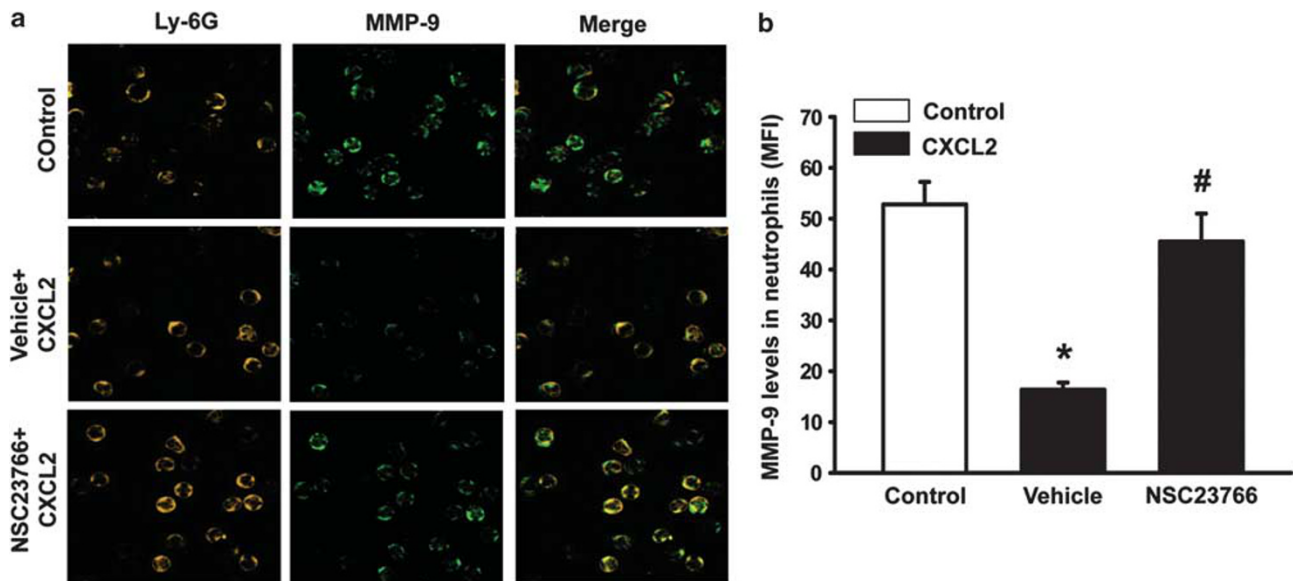 a
Ly-6G MMP-9 Merge
COntrol
Vehicle+
CXCL2
NSC23766+
CXCL2
b
Control
CXCL2
MMP-9 levels in neutrophils (MFI)
70
60
50
40
30
20
10
0
*
#
Control Vehicle NSC23766